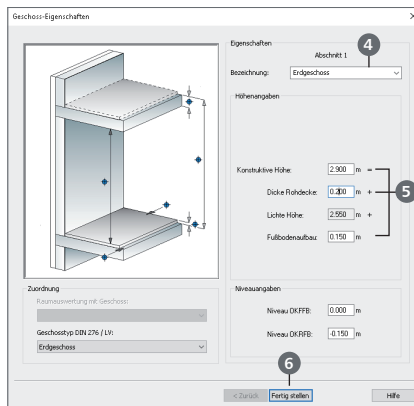 Geschoss-Eigenschaften
Eigenschaften
Abschnitt 1
4
Bezeichnung: Erdgeschoss
Höhenangaben
Konstruktive Höhe: 2.900 m =
Dicke Rohdecke: 0.200 m +
5
Lichte Höhe: 2.550 m +
Fußbodenaufbau: 0.150 m
Zuordnung
Raumauswertung mit Geschoss:
Geschosstyp DIN 276 / LV:
Erdgeschoss
Niveauangaben
Niveau OKFFB: 0.000 m
Niveau OKRFB: -0.150 m
6
< Zurück Fertig stellen Hilfe